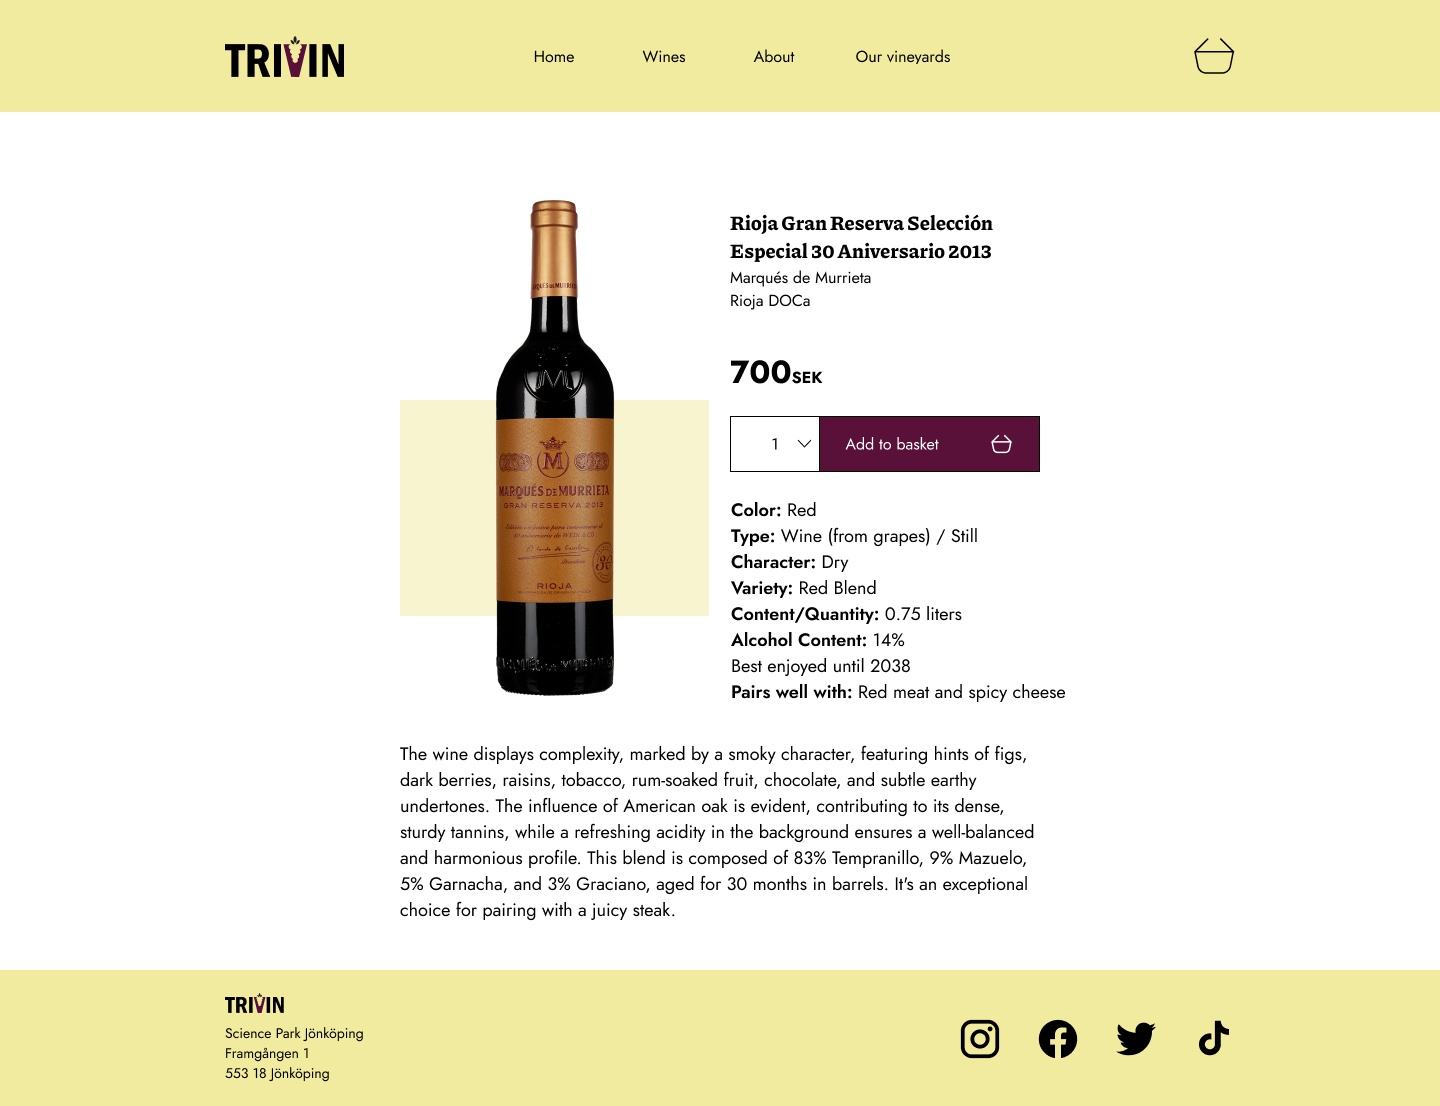 TRIVIN
Home Wines About Our vineyards
Rioja Gran Reserva Selección
Especial 30 Aniversario 2013
Marqués de Murrieta
Rioja DOCa
700SEK
1 Add to basket
MARQUÉS DE MURRIETA
M
MARQUÉS DE MURRIETA
GRAN RESERVA 2013
30
RIOJA
Color: Red
Type: Wine (from grapes) / Still
Character: Dry
Variety: Red Blend
Content/Quantity: 0.75 liters
Alcohol Content: 14%
Best enjoyed until 2038
Pairs well with: Red meat and spicy cheese
The wine displays complexity, marked by a smoky character, featuring hints of figs,
dark berries, raisins, tobacco, rum-soaked fruit, chocolate, and subtle earthy
undertones. The influence of American oak is evident, contributing to its dense,
sturdy tannins, while a refreshing acidity in the background ensures a well-balanced
and harmonious profile. This blend is composed of 83% Tempranillo, 9% Mazuelo,
5% Garnacha, and 3% Graciano, aged for 30 months in barrels. It's an exceptional
choice for pairing with a juicy steak.
TRIVIN
Science Park Jönköping
Framgången 1
553 18 Jönköping